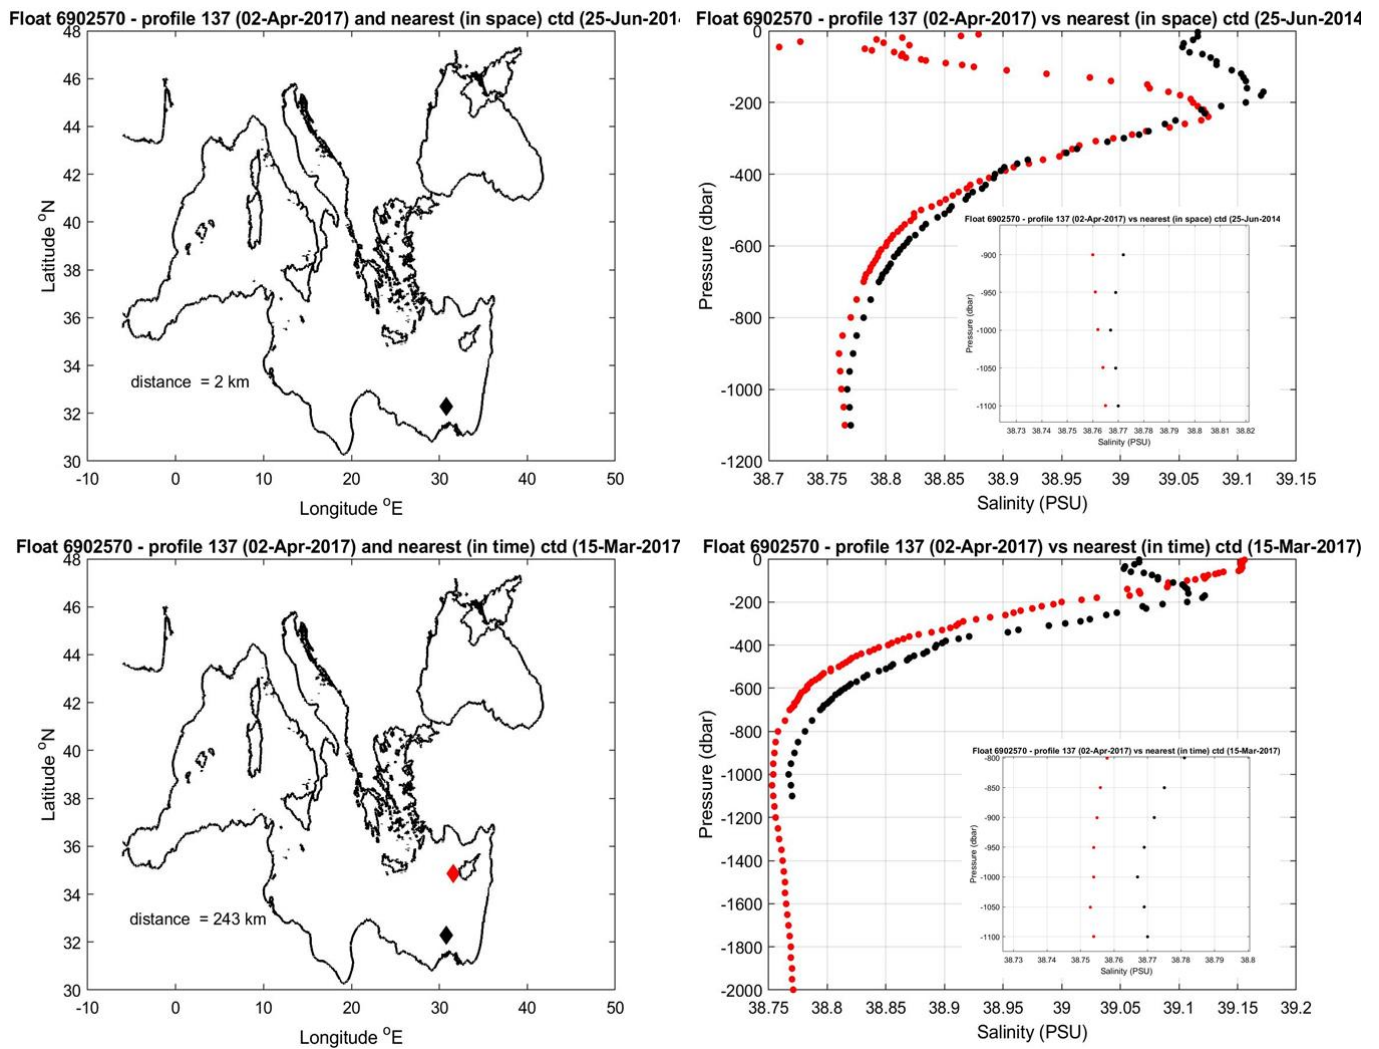 Float 6902570 - profile 137 (02-Apr-2017) and nearest (in space) ctd (25-Jun-201
48
46
44
42
40
38
36
34
32
30
Latitude °N
distance = 2 km
-10 0 10 20 30 40 50
Longitude °E
Float 6902570 - profile 137 (02-Apr-2017) vs nearest (in space) ctd (25-Jun-2014
0
-200
-400
-600
-800
-1000
-1200
Pressure (dbar)
38.7 38.75 38.8 38.85 38.9 38.95 39 39.05 39.1 39.15
Salinity (PSU)
Float 6902570 - profile 137 (02-Apr-2017) vs nearest (in space) ctd (25-Jun-2014
-900
-950
-1000
-1050
-1100
Pressure (dbar)
38.73 38.74 38.75 38.76 38.77 38.78 38.79 38.8 38.81 38.82
Salinity (PSU)
Float 6902570 - profile 137 (02-Apr-2017) and nearest (in time) ctd (15-Mar-2017
48
46
44
42
40
38
36
34
32
30
Latitude °N
distance = 243 km
-10 0 10 20 30 40 50
Longitude °E
Float 6902570 - profile 137 (02-Apr-2017) vs nearest (in time) ctd (15-Mar-2017)
0
-200
-400
-600
-800
-1000
-1200
-1400
-1600
-1800
-2000
Pressure (dbar)
38.75 38.8 38.85 38.9 38.95 39 39.05 39.1 39.15 39.2
Salinity (PSU)
Float 6902570 - profile 137 (02-Apr-2017) vs nearest (in time) ctd (15-Mar-2017)
-800
-850
-900
-950
-1000
-1050
-1100
Pressure (dbar)
38.73 38.74 38.75 38.76 38.77 38.78 38.79 38.8
Salinity (PSU)